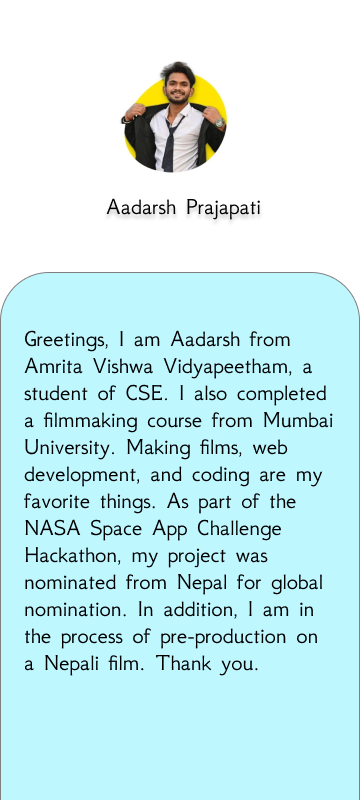 Aadarsh Prajapati
Greetings, I am Aadarsh from
Amrita Vishwa Vidyapeetham, a
student of CSE. I also completed
a filmmaking course from Mumbai
University. Making films, web
development, and coding are my
favorite things. As part of the
NASA Space App Challenge
Hackathon, my project was
nominated from Nepal for global
nomination. In addition, I am in
the process of pre-production on
a Nepali film. Thank you.